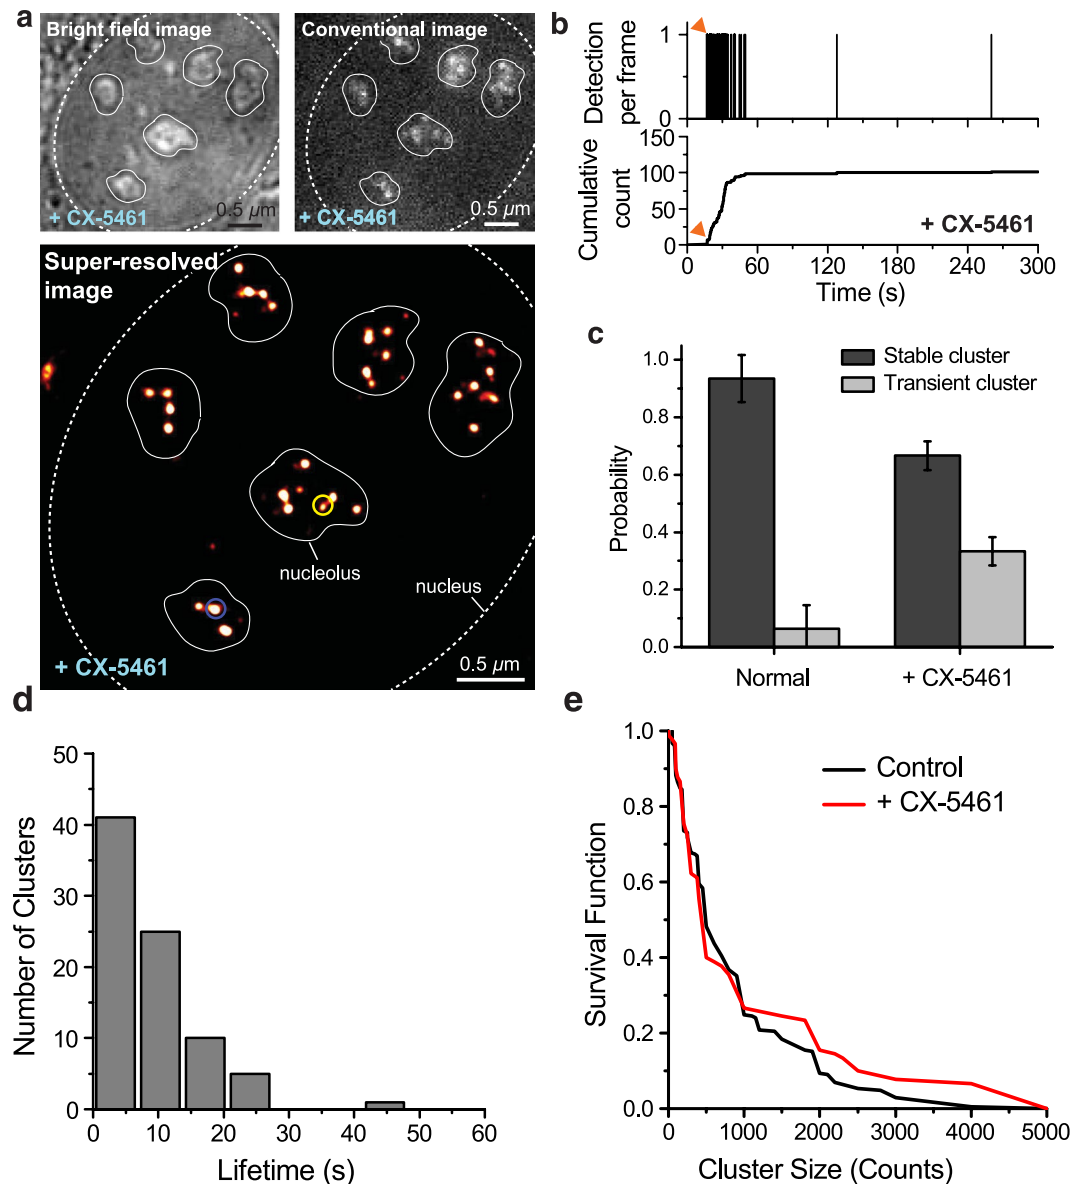 a
Bright field image
+ CX-5461
0.5 µm
Conventional image
+ CX-5461
0.5 µm
Super-resolved
image
nucleolus
nucleus
+ CX-5461
0.5 µm
b
Detection
per frame
1
0
Cumulative
count
150
100
50
0
+ CX-5461
0 60 120 180 240 300
Time (s)
c
Stable cluster
Transient cluster
Probability
1.0
0.8
0.6
0.4
0.2
0.0
Normal + CX-5461
d
Number of Clusters
50
40
30
20
10
0
0 10 20 30 40 50 60
Lifetime (s)
e
Control
+ CX-5461
Survival Function
1.0
0.8
0.6
0.4
0.2
0.0
0 1000 2000 3000 4000 5000
Cluster Size (Counts)